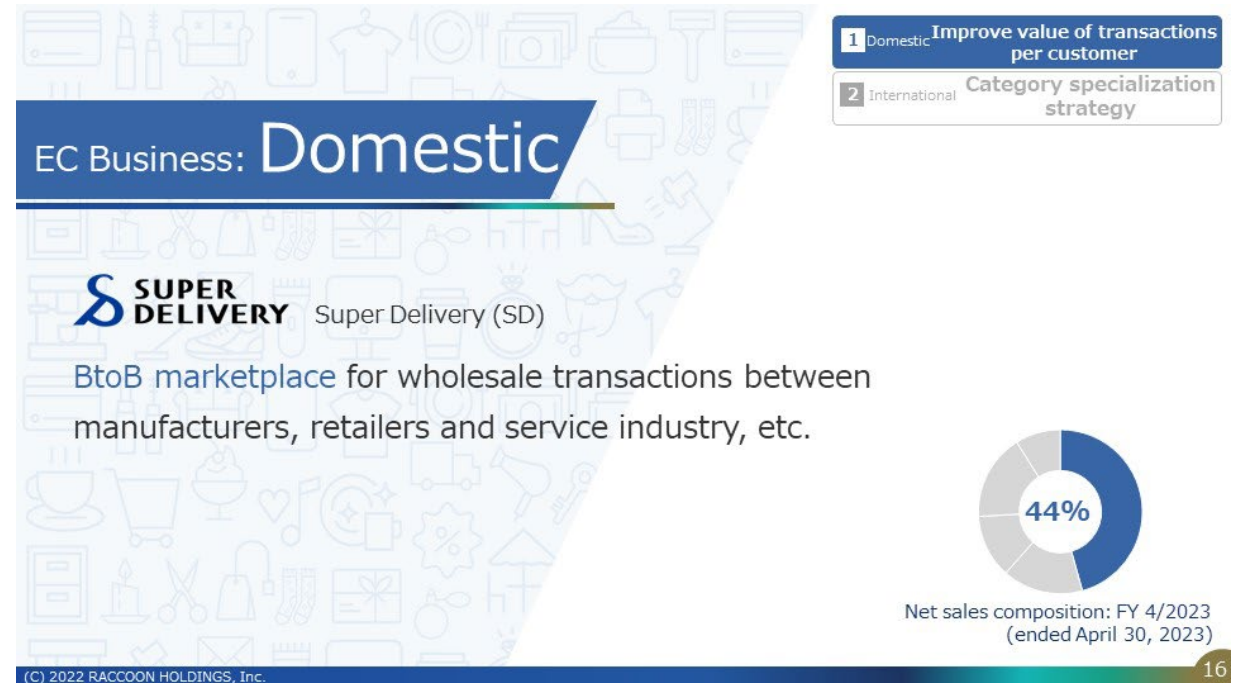 1 Domestic Improve value of transactions
per customer
2 International Category specialization
strategy
EC Business: Domestic
SUPER
DELIVERY Super Delivery (SD)
BtoB marketplace for wholesale transactions between
manufacturers, retailers and service industry, etc.
44%
Net sales composition: FY 4/2023
(ended April 30, 2023)
(C) 2022 RACCOON HOLDINGS, Inc.
16